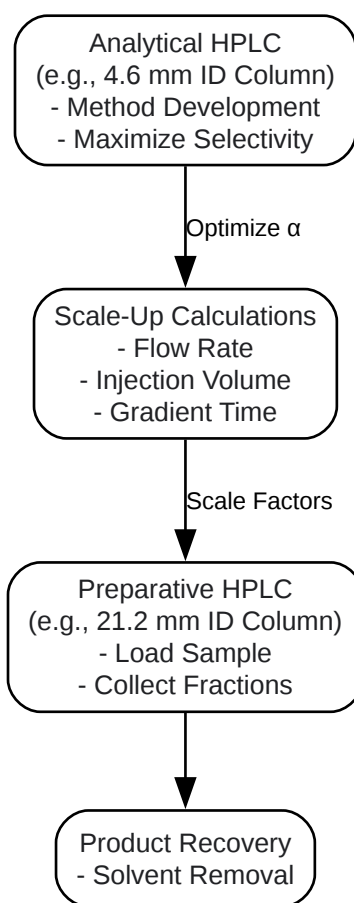 Analytical HPLC
(e.g., 4.6 mm ID Column)
- Method Development
- Maximize Selectivity
Optimize α
Scale-Up Calculations
- Flow Rate
- Injection Volume
- Gradient Time
Scale Factors
Preparative HPLC
(e.g., 21.2 mm ID Column)
- Load Sample
- Collect Fractions
Product Recovery
- Solvent Removal